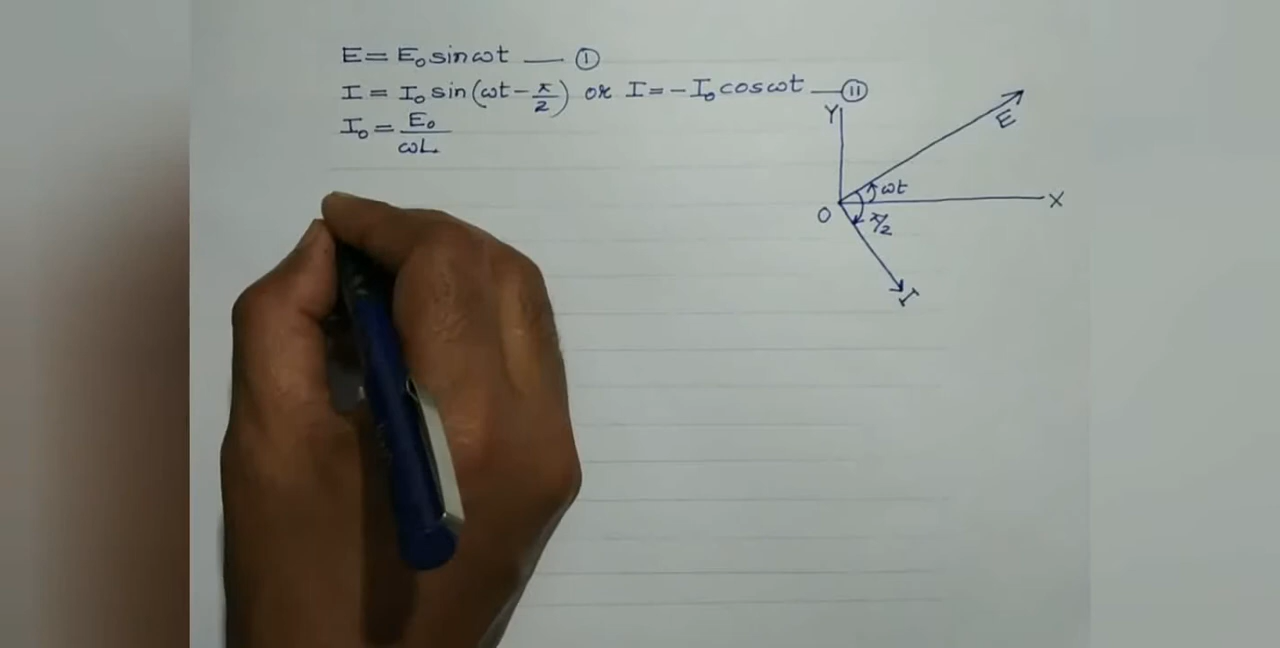 E = E₀ sin ωt —— ①
I = I₀ sin (ωt - π/2) or I = -I₀ cos ωt — ⑪
I₀ = E₀/ωL
Y
E
ωt
X
O
π/2
I